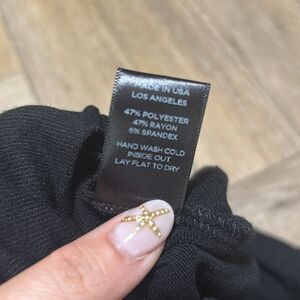 MADE IN USA
LOS ANGELES
47% POLYESTER
47% RAYON
6% SPANDEX
HAND WASH COLD
INSIDE OUT
LAY FLAT TO DRY